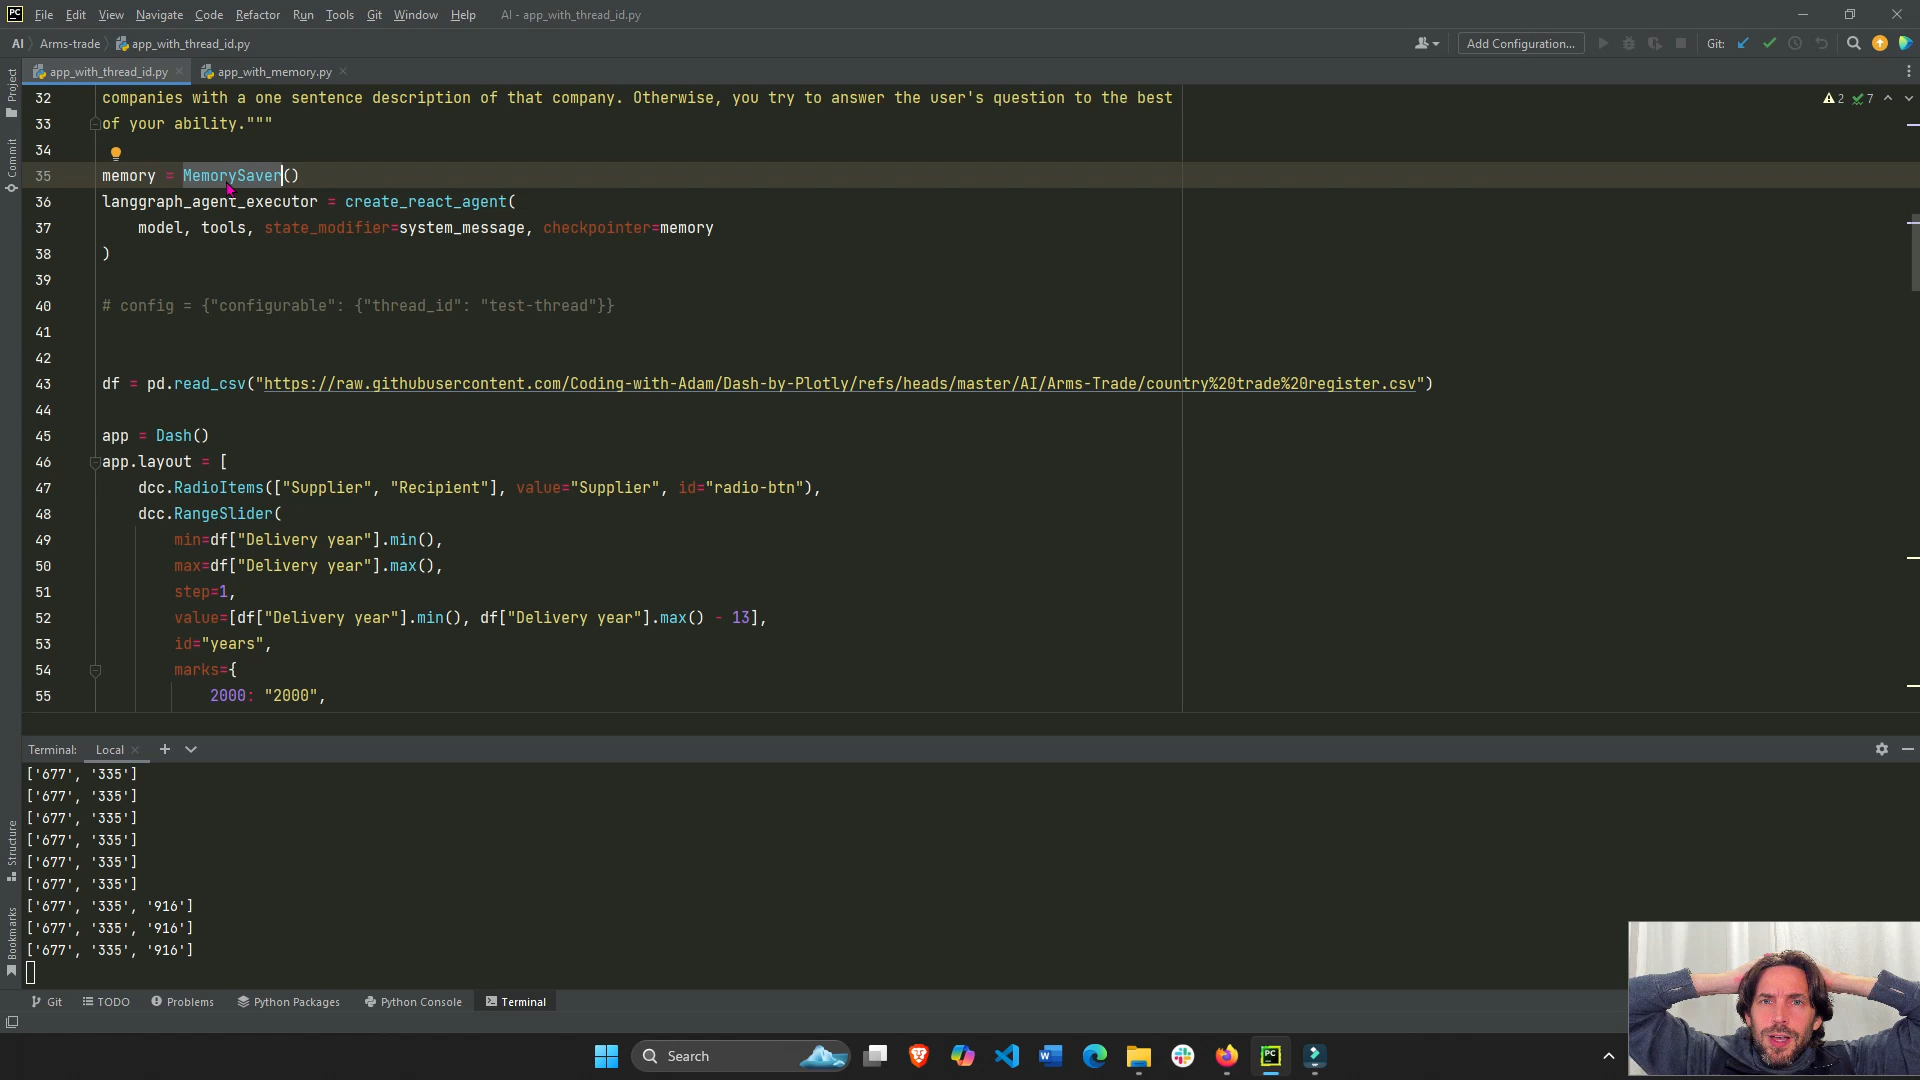 PC File Edit View Navigate Code Refactor Run Tools Git Window Help AI - app_with_thread_id.py
AI Arms-trade app_with_thread_id.py Add Configuration... Git:
app_with_thread_id.py app_with_memory.py
Project
Commit
32 companies with a one sentence description of that company. Otherwise, you try to answer the user's question to the best
2 7
33 of your ability."""
34
35 memory = MemorySaver()
36 langgraph_agent_executor = create_react_agent(
37 model, tools, state_modifier=system_message, checkpointer=memory
38 )
39
40 # config = {"configurable": {"thread_id": "test-thread"}}
41
42
43 df = pd.read_csv("https://raw.githubusercontent.com/Coding-with-Adam/Dash-by-Plotly/refs/heads/master/AI/Arms-Trade/country%20trade%20register.csv")
44
45 app = Dash()
46 app.layout = [
47 dcc.RadioItems(["Supplier", "Recipient"], value="Supplier", id="radio-btn"),
48 dcc.RangeSlider(
49 min=df["Delivery year"].min(),
50 max=df["Delivery year"].max(),
51 step=1,
52 value=[df["Delivery year"].min(), df["Delivery year"].max() - 13],
53 id="years",
54 marks={
55 2000: "2000",
Terminal: Local
['677', '335']
['677', '335']
['677', '335']
['677', '335']
['677', '335']
['677', '335']
['677', '335', '916']
['677', '335', '916']
['677', '335', '916']
Structure
Bookmarks
Git TODO Problems Python Packages Python Console Terminal
Search
PC